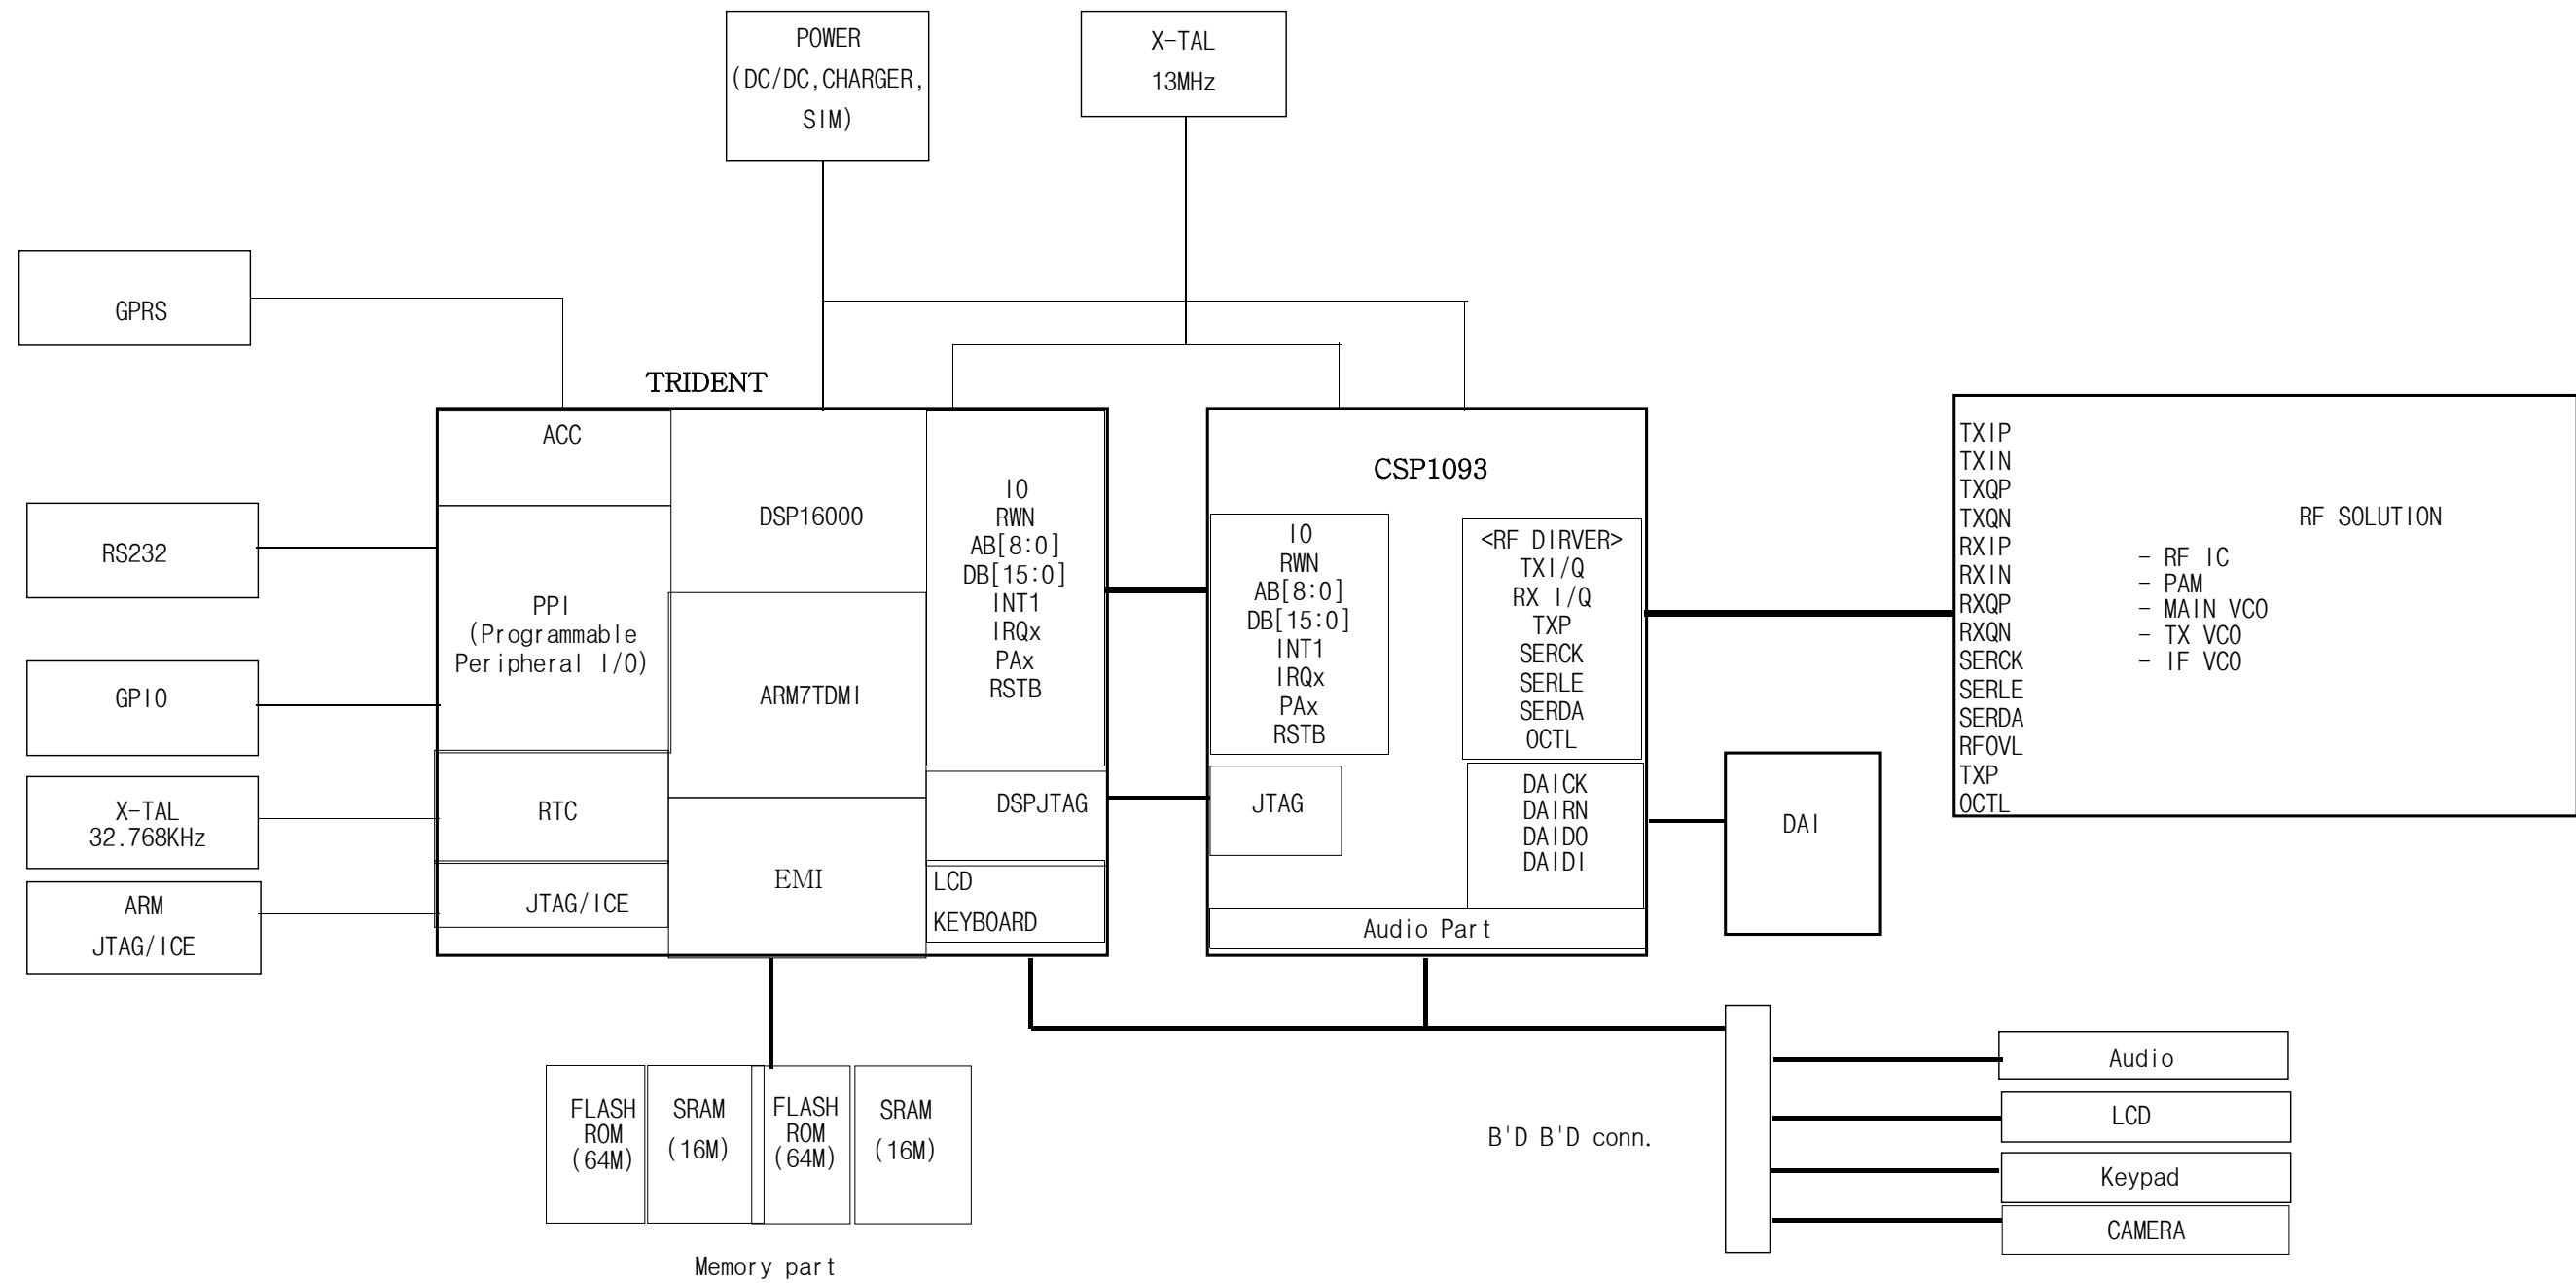 POWER
(DC/DC,CHARGER,
SIM)
X-TAL
13MHz
GPRS
TRIDENT
ACC
DSP16000
IO
RWN
AB[8:0]
DB[15:0]
INT1
IRQx
PAx
RSTB
RS232
PPI
(Programmable
Peripheral I/O)
GPIO
ARM7TDMI
X-TAL
32.768KHz
RTC
DSPJTAG
ARM
JTAG/ICE
JTAG/ICE
EMI
LCD
KEYBOARD
CSP1093
IO
RWN
AB[8:0]
DB[15:0]
INT1
IRQx
PAx
RSTB
<RF DIRVER>
TXI/Q
RX I/Q
TXP
SERCK
SERLE
SERDA
OCTL
JTAG
DAICK
DAIRN
DAIDO
DAIDI
Audio Part
DAI
TXIP
TXIN
TXQP
TXQN
RXIP
RXIN
RXQP
RXQN
SERCK
SERLE
SERDA
RFOVL
TXP
OCTL
RF SOLUTION
- RF IC
- PAM
- MAIN VCO
- TX VCO
- IF VCO
FLASH
ROM
(64M)
SRAM
(16M)
FLASH
ROM
(64M)
SRAM
(16M)
Memory part
B'D B'D conn.
Audio
LCD
Keypad
CAMERA